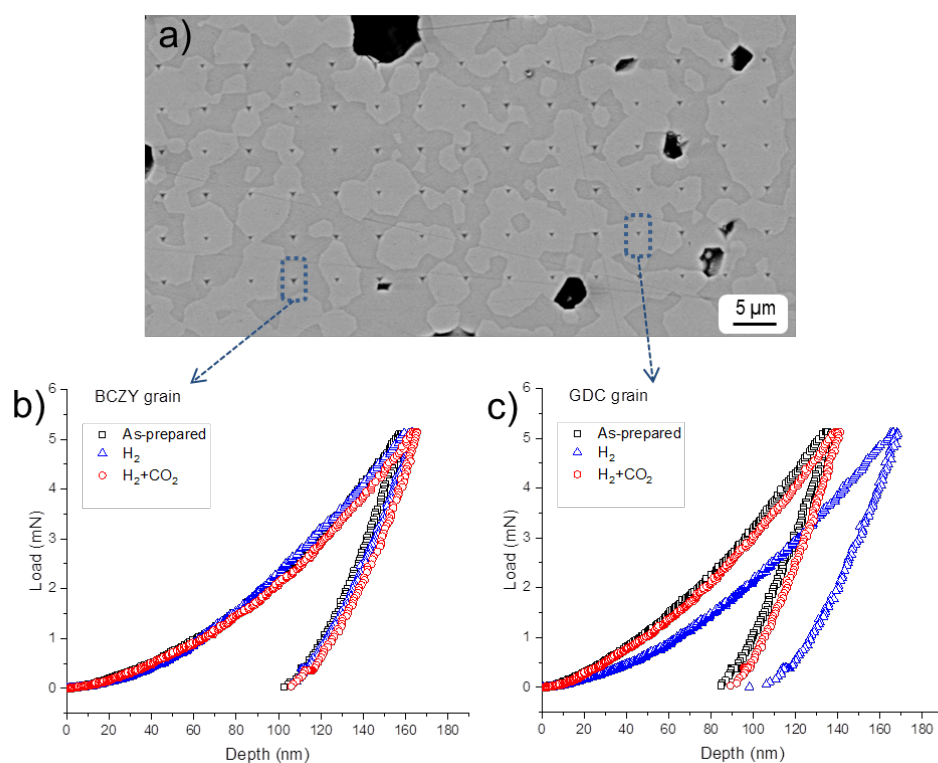 a)
5 µm
b)
BCZY grain
As-prepared
H₂
H₂+CO₂
Load (mN)
6
5
4
3
2
1
0
0 20 40 60 80 100 120 140 160 180
Depth (nm)
c)
GDC grain
As-prepared
H₂
H₂+CO₂
Load (mN)
6
5
4
3
2
1
0
0 20 40 60 80 100 120 140 160 180
Depth (nm)